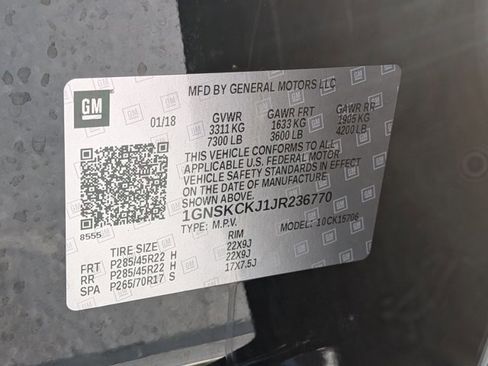 MFD BY GENERAL MOTORS LLC
GM
01/18
GVWR GAWR FRT GAWR RR
3311 KG 1633 KG 1905 KG
7300 LB 3600 LB 4200 LB
THIS VEHICLE CONFORMS TO ALL
APPLICABLE U.S. FEDERAL MOTOR
VEHICLE SAFETY STANDARDS IN EFFECT
ON THE DATE OF MANUFACTURE
SHOWN ABOVE.
1GNSKCKJ1JR236770
8555
TYPE: M.P.V. MODEL: 10CK15706
TIRE SIZE RIM
FRT P285/45R22 H 22X9J
RR P285/45R22 H 22X9J
SPA P265/70R17 S 17X7.5J